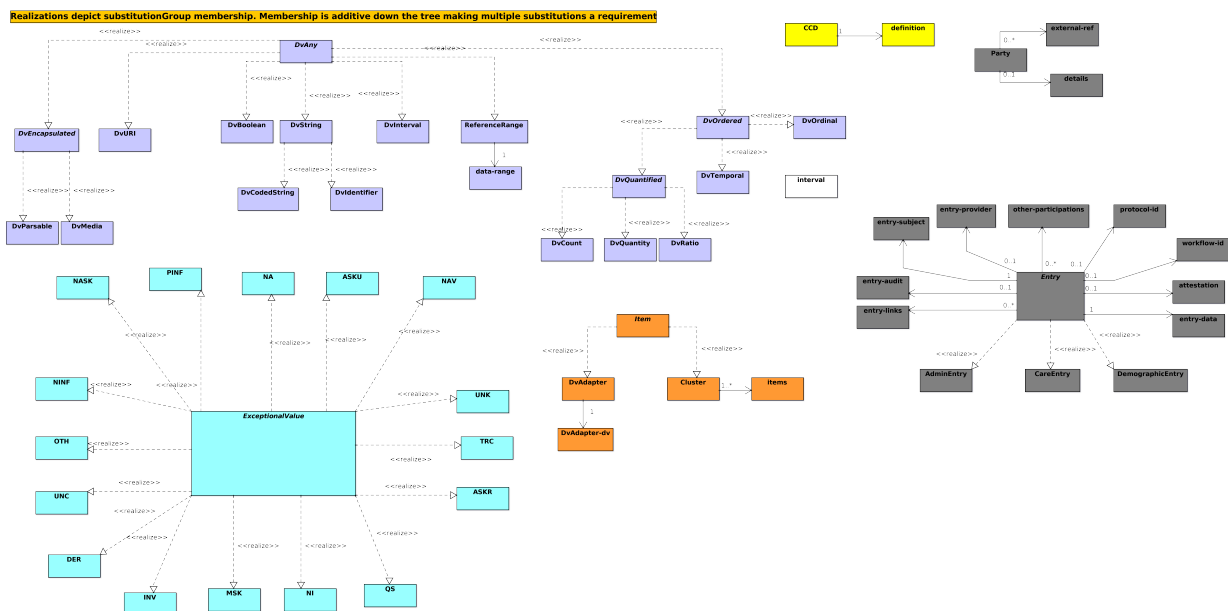 Realizations depict substitutionGroup membership. Membership is additive down the tree making multiple substitutions a requirement
CCD
1
definition
external-ref
0..*
Party
0..1
details
<<realize>>
<<realize>>
DvAny
<<realize>>
<<realize>>
<<realize>>
<<realize>>
<<realize>>
<<realize>>
DvEncapsulated
DvURI
DvBoolean
DvString
DvInterval
ReferenceRange
<<realize>>
DvOrdered
<<realize>>
DvOrdinal
1
data-range
<<realize>>
<<realize>>
<<realize>>
<<realize>>
<<realize>>
DvCodedString
DvIdentifier
DvQuantified
DvTemporal
interval
DvParsable
DvMedia
<<realize>>
<<realize>>
<<realize>>
DvCount
DvQuantity
DvRatio
entry-subject
entry-provider
other-participations
protocol-id
workflow-id
0..1
0..*
0..1
1
Entry
0..1
entry-audit
0..1
0..1
attestation
entry-links
0..*
1
entry-data
<<realize>>
<<realize>>
<<realize>>
AdminEntry
CareEntry
DemographicEntry
NASK
PINF
NA
ASKU
NAV
<<realize>>
<<realize>>
<<realize>>
<<realize>>
<<realize>>
Item
<<realize>>
<<realize>>
DvAdapter
Cluster
1..*
items
1
DvAdapter-dv
NINF
<<realize>>
<<realize>>
UNK
ExceptionalValue
OTH
<<realize>>
TRC
<<realize>>
UNC
<<realize>>
<<realize>>
ASKR
<<realize>>
<<realize>>
<<realize>>
<<realize>>
<<realize>>
DER
INV
MSK
NI
QS